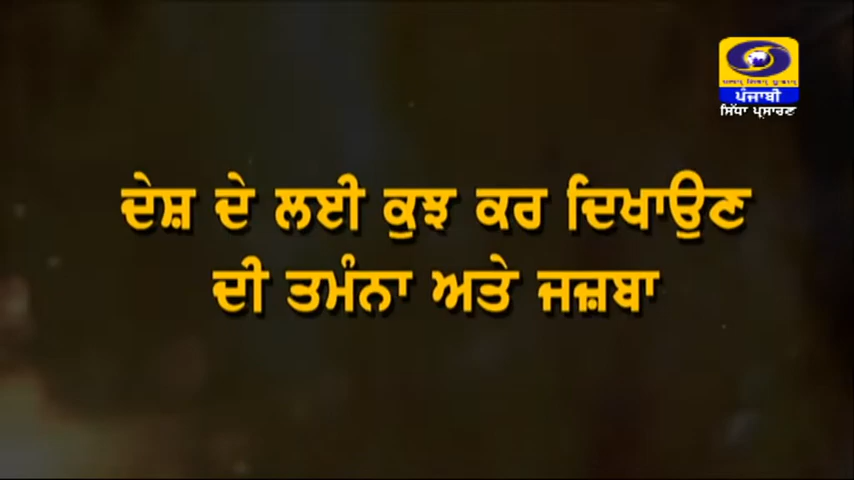 ਪੰਜਾਬੀ
ਸਿੱਧਾ ਪ੍ਰਸਾਰਣ
ਦੇਸ਼ ਦੇ ਲਈ ਕੁਝ ਕਰ ਦਿਖਾਉਣ
ਦੀ ਤਮੰਨਾ ਅਤੇ ਜਜ਼ਬਾ